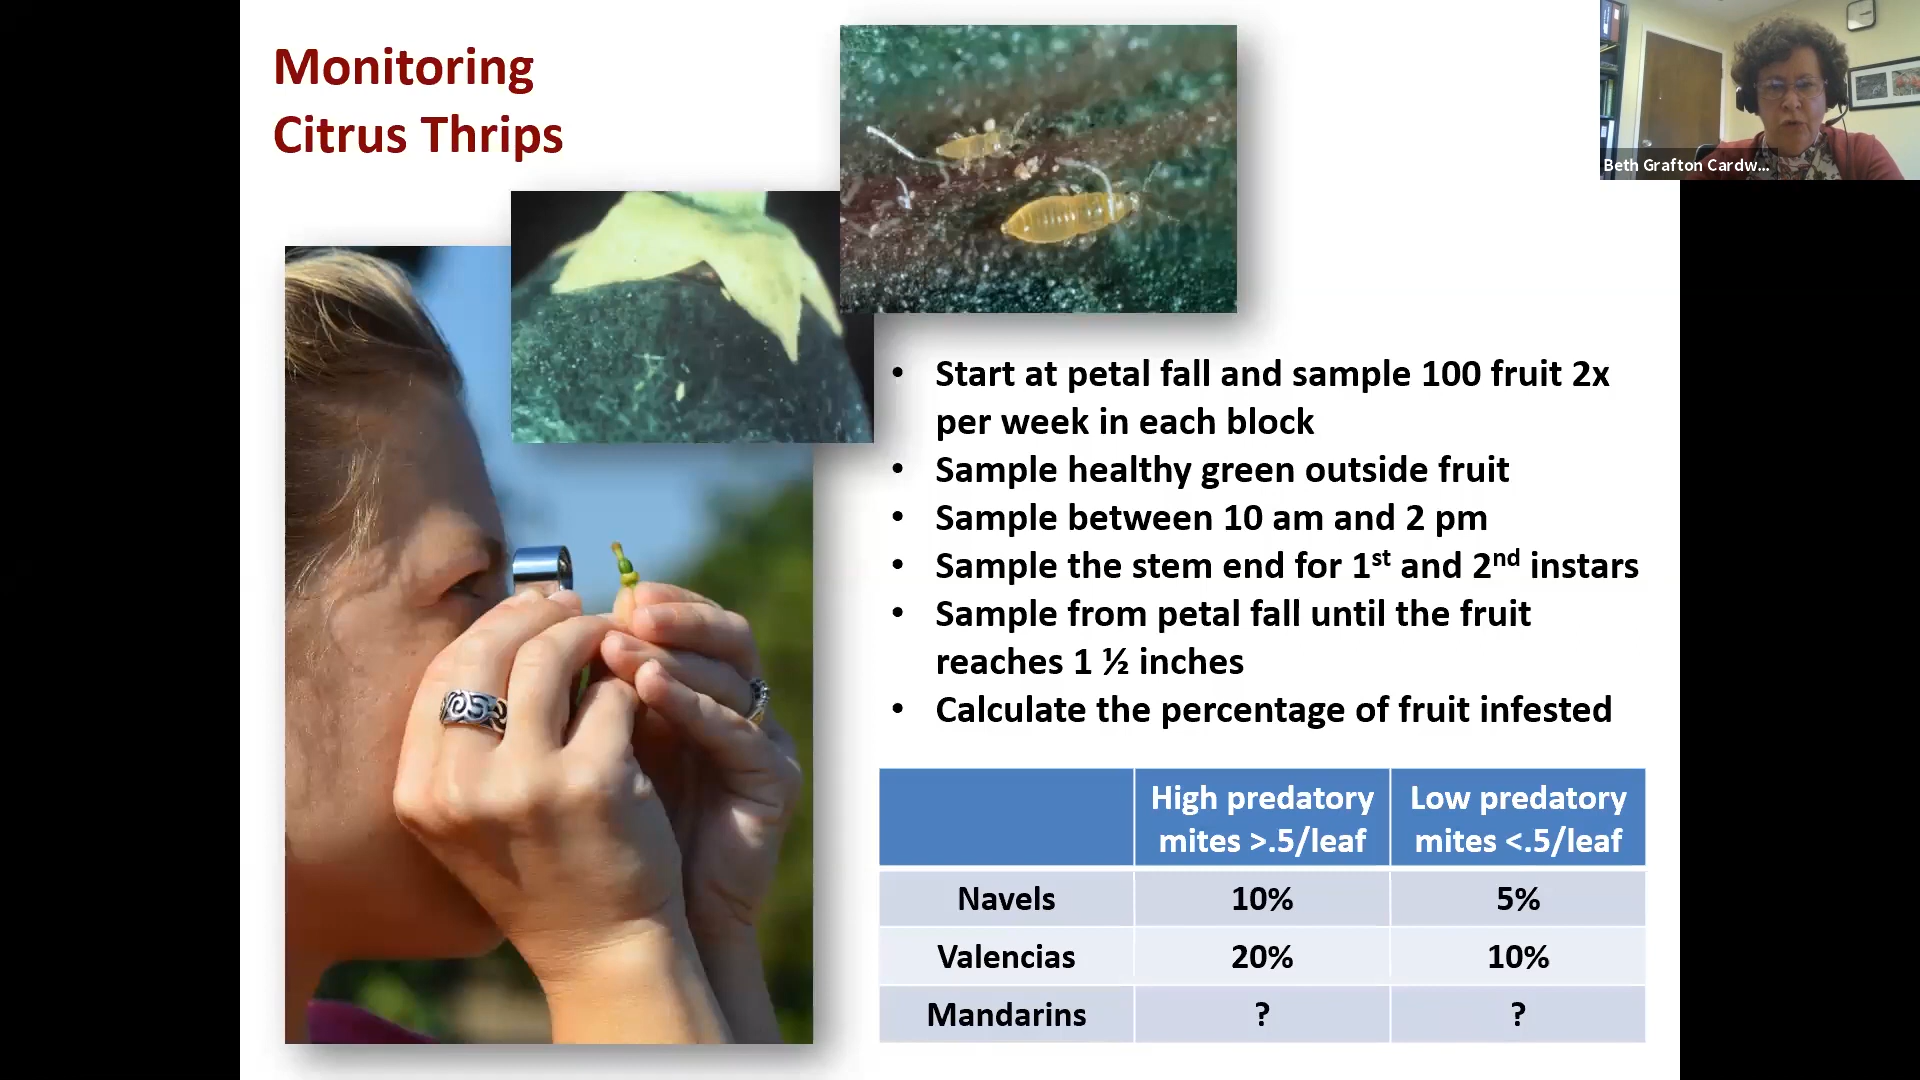 Monitoring
Citrus Thrips
Beth Grafton Cardw...
• Start at petal fall and sample 100 fruit 2x
per week in each block
• Sample healthy green outside fruit
• Sample between 10 am and 2 pm
• Sample the stem end for 1st and 2nd instars
• Sample from petal fall until the fruit
reaches 1 ½ inches
• Calculate the percentage of fruit infested
High predatory
mites >.5/leaf
Low predatory
mites <.5/leaf
Navels 10% 5%
Valencias 20% 10%
Mandarins ? ?